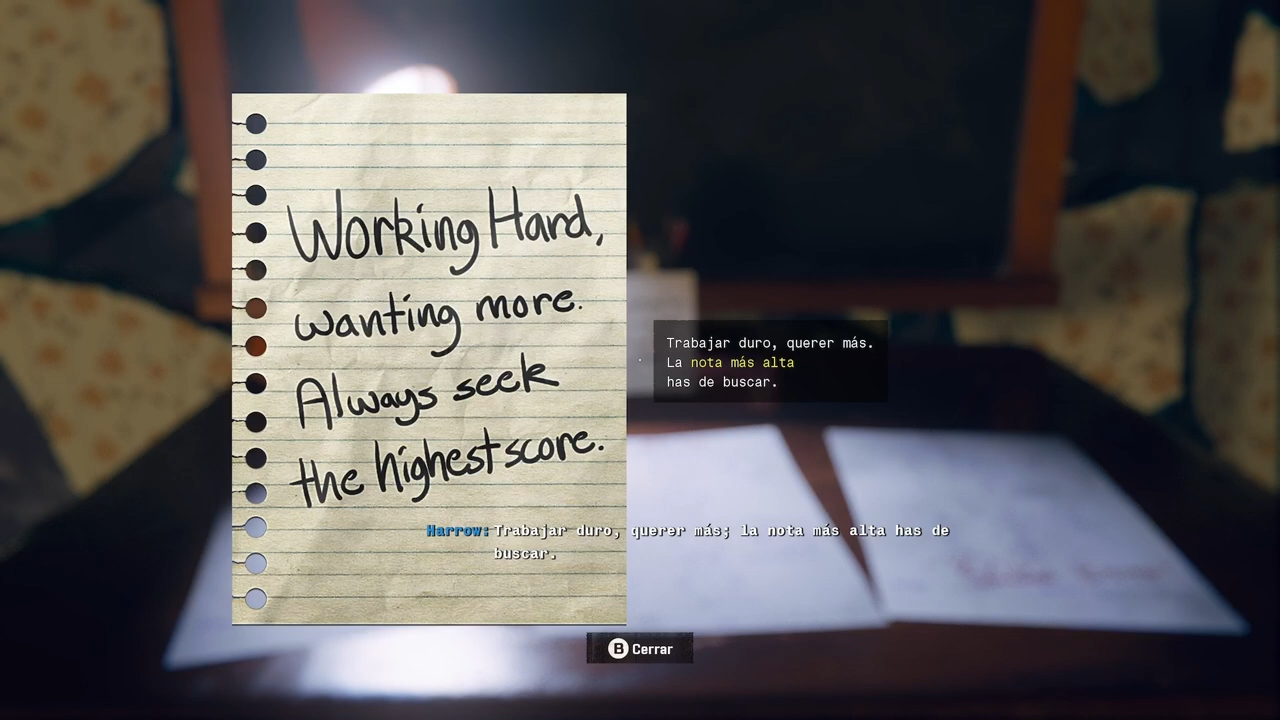 Working Hard,
wanting more.
Always seek
the highest score.
Trabajar duro, querer más.
La nota más alta
has de buscar.
Harrow: Trabajar duro, querer más; la nota más alta has de
buscar.
B Cerrar